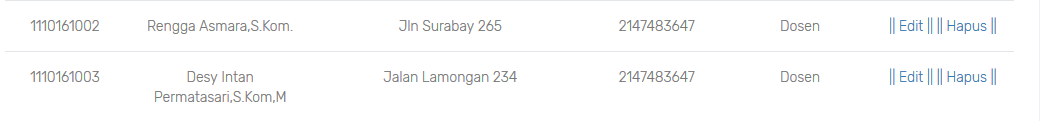 1110161002 Rengga Asmara,S.Kom. Jln Surabay 265 2147483647 Dosen || Edit || || Hapus ||
1110161003 Desy Intan Jalan Lamongan 234 2147483647 Dosen || Edit || || Hapus ||
Permatasari,S.Kom,M